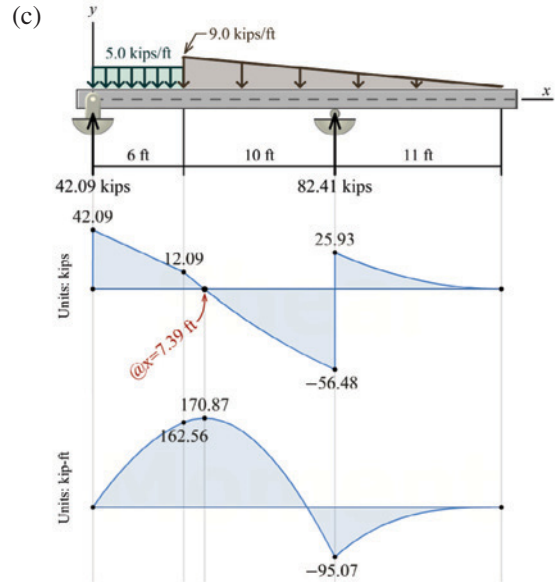 (c)
y
9.0 kips/ft
5.0 kips/ft
x
6 ft
10 ft
11 ft
42.09 kips
82.41 kips
42.09
12.09
25.93
Units: kips
@x=7.39 ft
−56.48
170.87
162.56
Units: kip-ft
−95.07